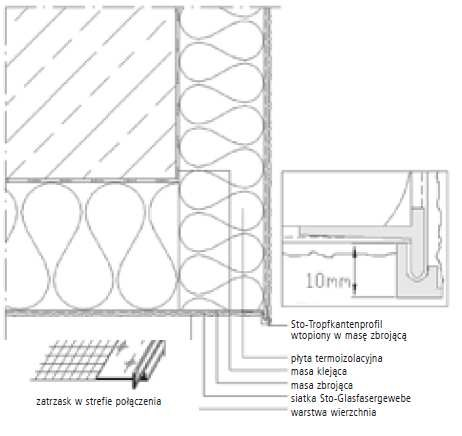 10mm
Sto-Tropfkantenprofil
wtopiony w masę zbrojącą
płyta termoizolacyjna
masa klejąca
masa zbrojąca
siatka Sto-Glasfasergewebe
warstwa wierzchnia
zatrzask w strefie połączenia